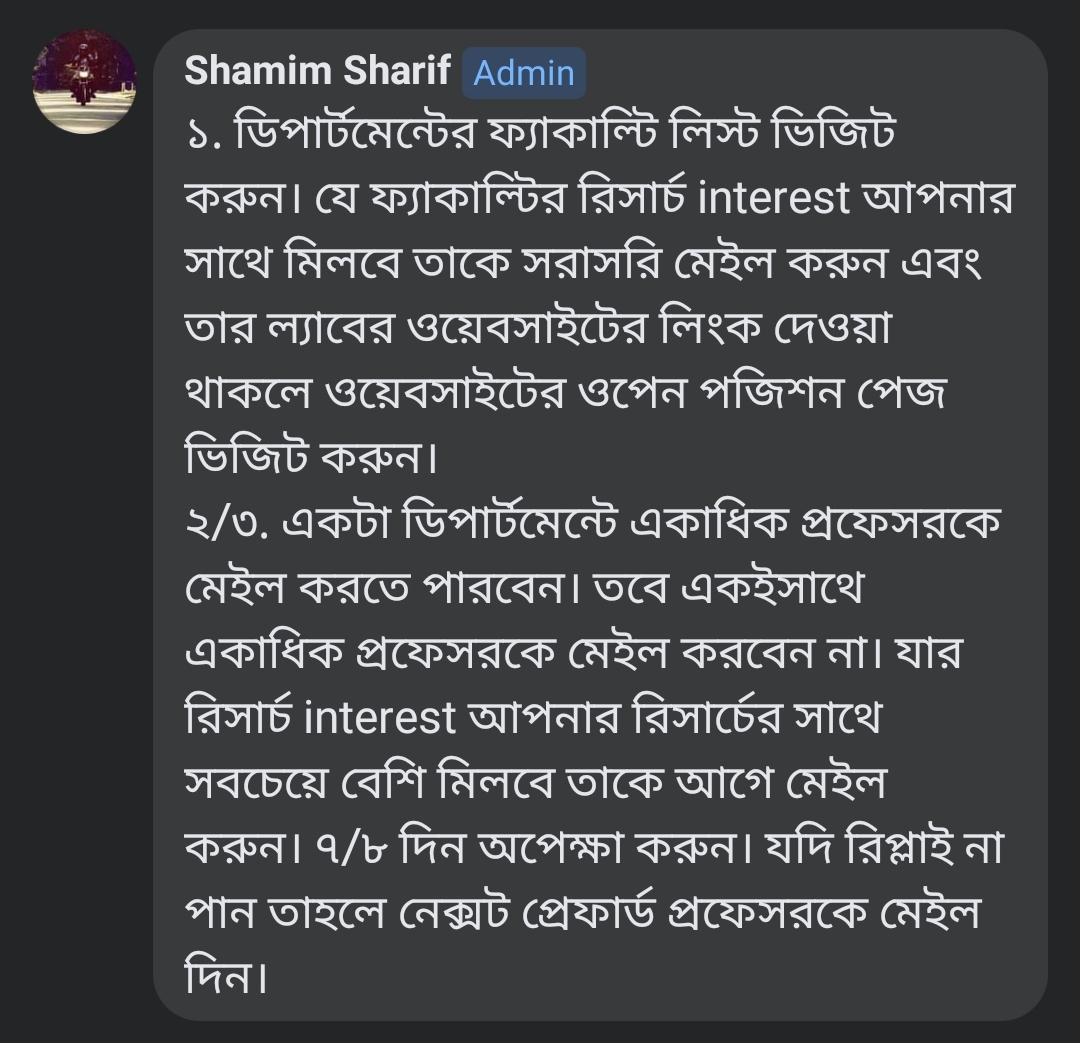 Shamim Sharif Admin
১. ডিপার্টমেন্টের ফ্যাকাল্টি লিস্ট ভিজিট
করুন। যে ফ্যাকাল্টির রিসার্চ interest আপনার
সাথে মিলবে তাকে সরাসরি মেইল করুন এবং
তার ল্যাবের ওয়েবসাইটের লিংক দেওয়া
থাকলে ওয়েবসাইটের ওপেন পজিশন পেজ
ভিজিট করুন।
২/৩. একটা ডিপার্টমেন্টে একাধিক প্রফেসরকে
মেইল করতে পারবেন। তবে একইসাথে
একাধিক প্রফেসরকে মেইল করবেন না। যার
রিসার্চ interest আপনার রিসার্চের সাথে
সবচেয়ে বেশি মিলবে তাকে আগে মেইল
করুন। ৭/৮ দিন অপেক্ষা করুন। যদি রিপ্লাই না
পান তাহলে নেক্সট প্রেফার্ড প্রফেসরকে মেইল
দিন।